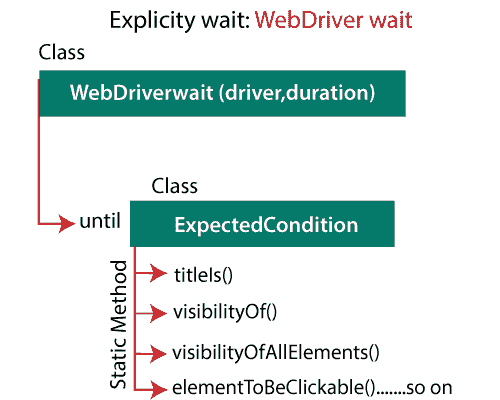 Explicity wait: WebDriver wait
Class
WebDriverwait (driver,duration)
Class
until
ExpectedCondition
Static Method
titleIs()
visibilityOf()
visibilityOfAllElements()
elementToBeClickable().......so on